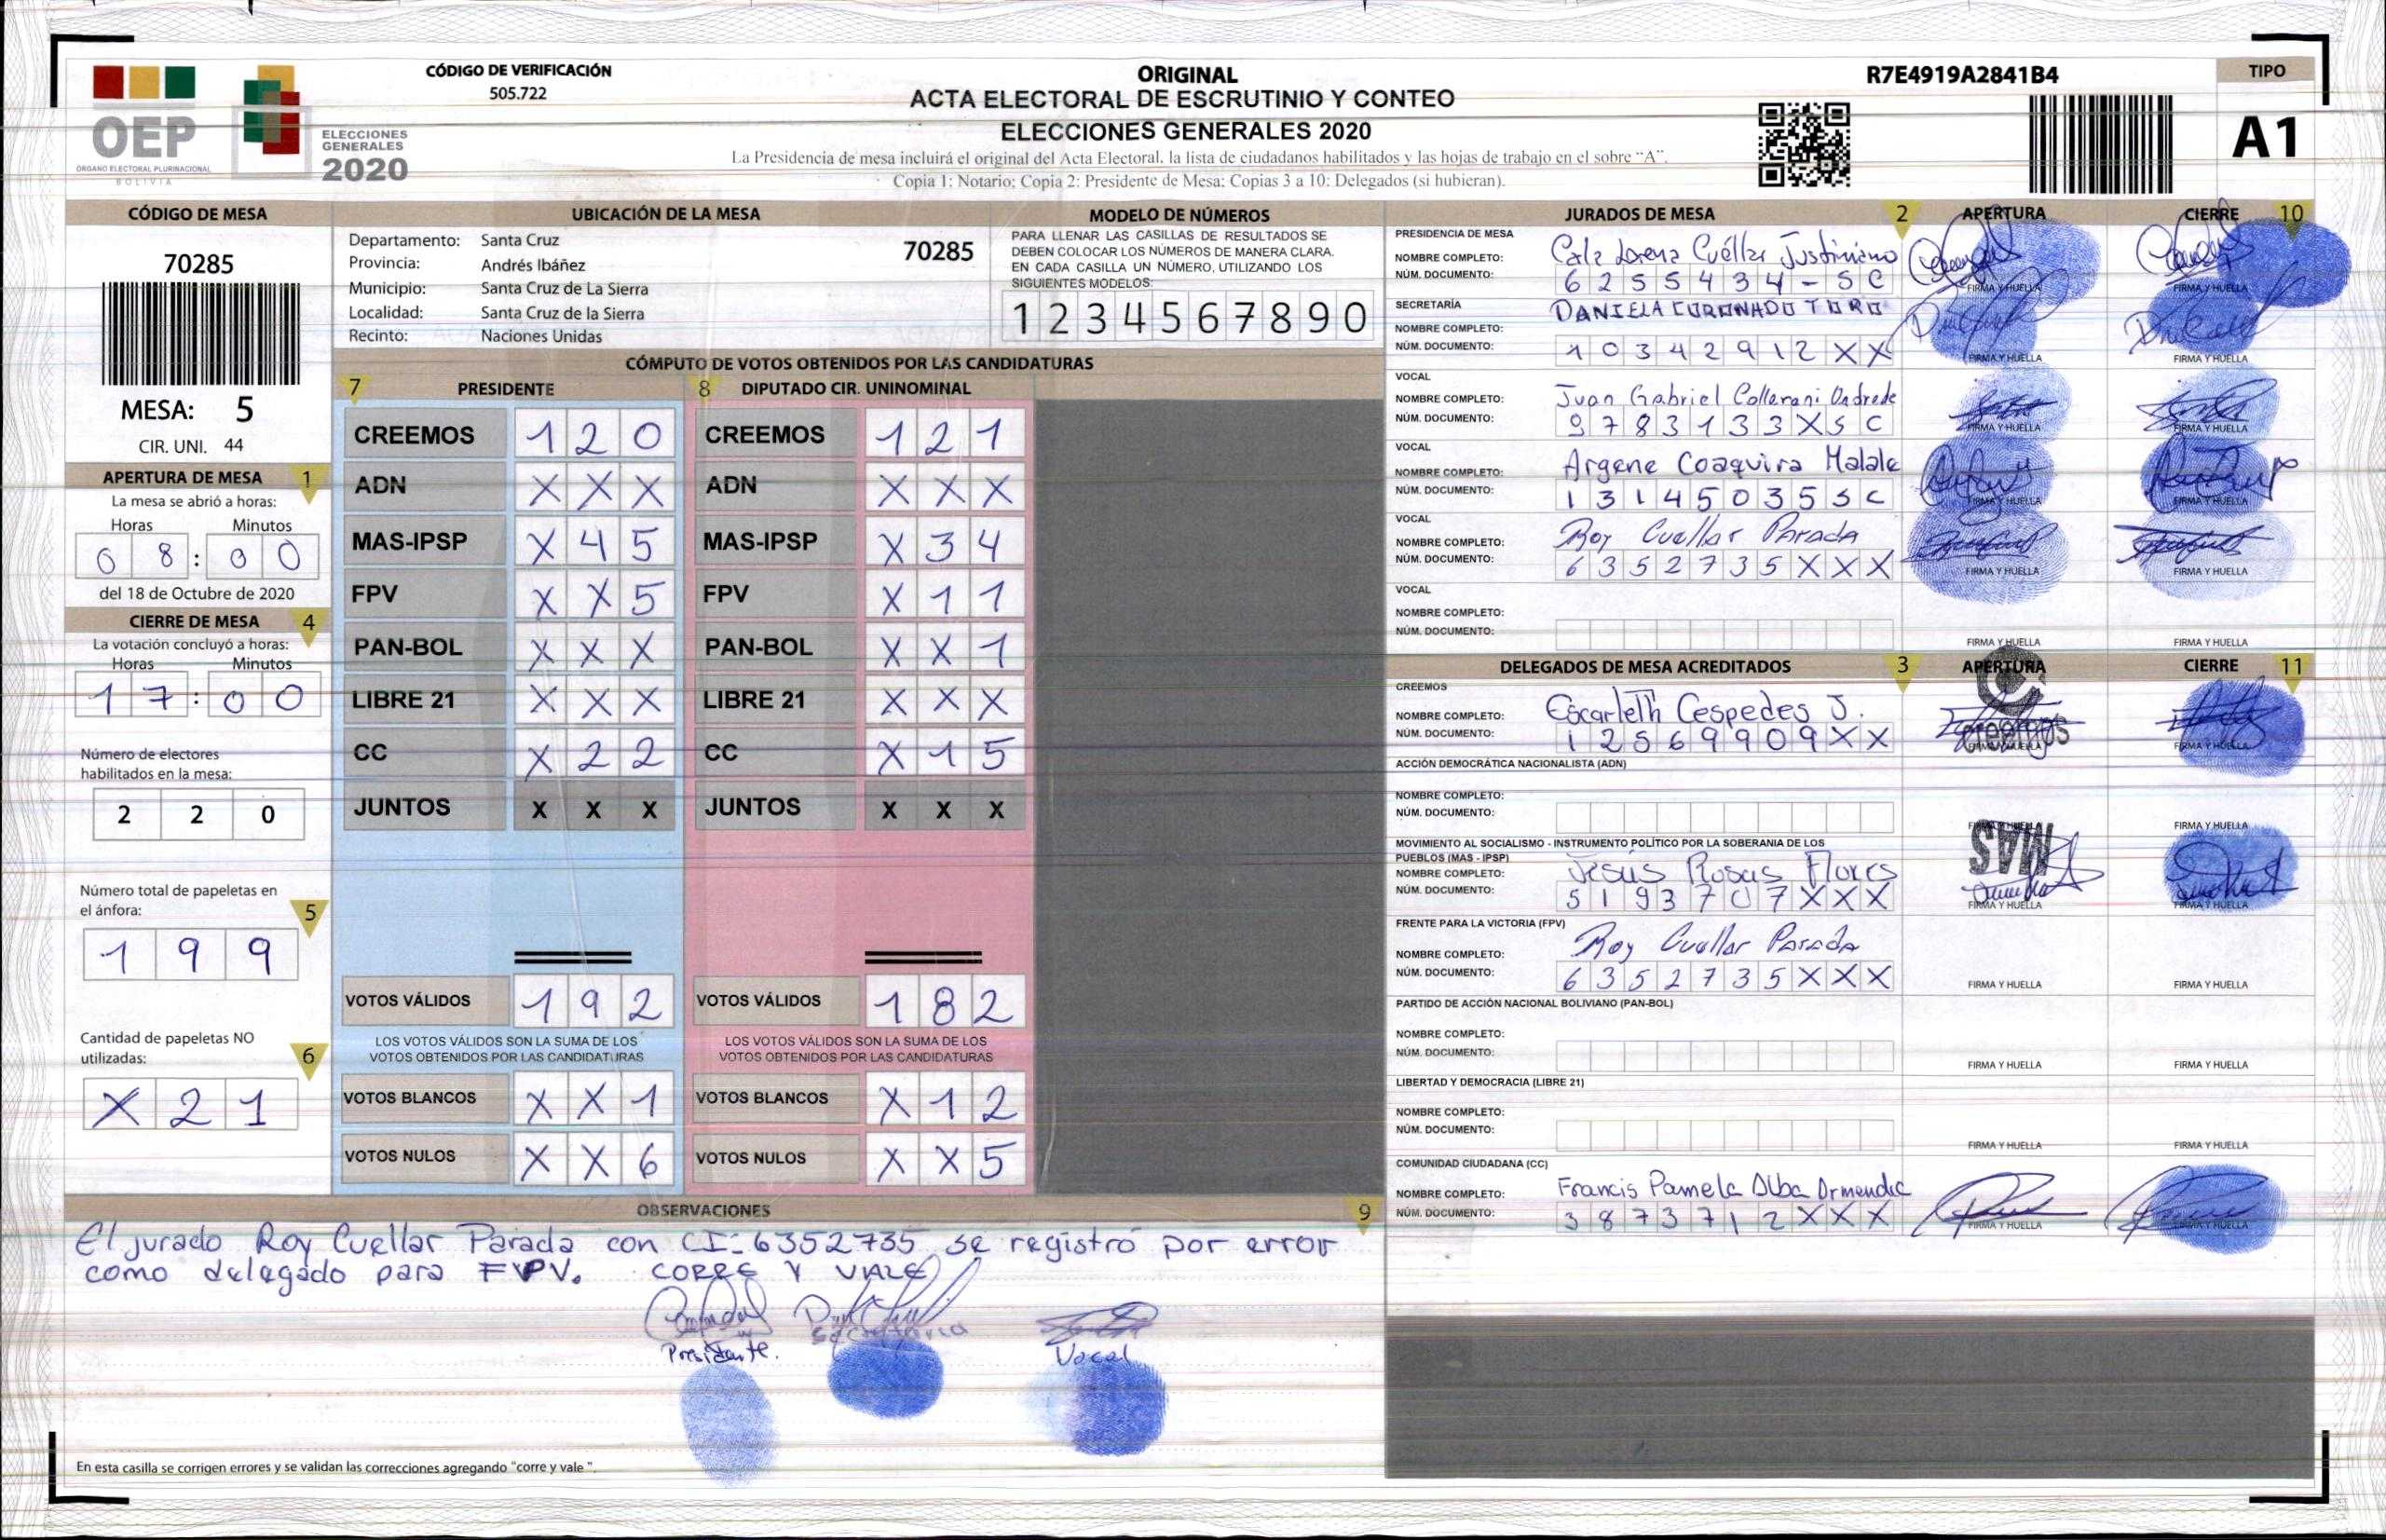 OEP
ÓRGANO ELECTORAL PLURINACIONAL
BOLIVIA
ELECCIONES
GENERALES
2020
CÓDIGO DE VERIFICACIÓN
505.722
ORIGINAL
ACTA ELECTORAL DE ESCRUTINIO Y CONTEO
ELECCIONES GENERALES 2020
La Presidencia de mesa incluirá el original del Acta Electoral, la lista de ciudadanos habilitados y las hojas de trabajo en el sobre "A".
Copia 1: Notario; Copia 2: Presidente de Mesa; Copias 3 a 10: Delegados (si hubieran).
R7E4919A2841B4
TIPO
A1
CÓDIGO DE MESA
70285
MESA: 5
CIR. UNI. 44
APERTURA DE MESA 1
La mesa se abrió a horas:
Horas Minutos
0 8 : 0 0
del 18 de Octubre de 2020
CIERRE DE MESA 4
La votación concluyó a horas:
Horas Minutos
1 7 : 0 0
Número de electores
habilitados en la mesa:
2 2 0
Número total de papeletas en
el ánfora: 5
1 9 9
Cantidad de papeletas NO
utilizadas: 6
X 2 1
UBICACIÓN DE LA MESA
Departamento: Santa Cruz
70285
Provincia: Andrés Ibáñez
Municipio: Santa Cruz de La Sierra
Localidad: Santa Cruz de la Sierra
Recinto: Naciones Unidas
MODELO DE NÚMEROS
PARA LLENAR LAS CASILLAS DE RESULTADOS SE
DEBEN COLOCAR LOS NÚMEROS DE MANERA CLARA.
EN CADA CASILLA UN NÚMERO, UTILIZANDO LOS
SIGUIENTES MODELOS:
1 2 3 4 5 6 7 8 9 0
CÓMPUTO DE VOTOS OBTENIDOS POR LAS CANDIDATURAS
7 PRESIDENTE 8 DIPUTADO CIR. UNINOMINAL
CREEMOS 1 2 0 CREEMOS 1 2 1
ADN X X X ADN X X X
MAS-IPSP X 4 5 MAS-IPSP X 3 4
FPV X X 5 FPV X 1 1
PAN-BOL X X X PAN-BOL X X 1
LIBRE 21 X X X LIBRE 21 X X X
CC X 2 2 CC X 1 5
JUNTOS X X X JUNTOS X X X
VOTOS VÁLIDOS 1 9 2 VOTOS VÁLIDOS 1 8 2
LOS VOTOS VÁLIDOS SON LA SUMA DE LOS LOS VOTOS VÁLIDOS SON LA SUMA DE LOS
VOTOS OBTENIDOS POR LAS CANDIDATURAS VOTOS OBTENIDOS POR LAS CANDIDATURAS
VOTOS BLANCOS X X 1 VOTOS BLANCOS X 1 2
VOTOS NULOS X X 6 VOTOS NULOS X X 5
OBSERVACIONES 9
El jurado Roy Cuellar Parada con CI: 6352735 se registró por error
como delegado para FPV. CORRE Y VALE
Presidente. Secretaria Vocal
En esta casilla se corrigen errores y se validan las correcciones agregando "corre y vale".
JURADOS DE MESA 2 APERTURA CIERRE 10
PRESIDENCIA DE MESA
NOMBRE COMPLETO: Lorena Cuéllar Justiniano
NÚM. DOCUMENTO: 6 2 5 5 4 3 4 - S C
FIRMA Y HUELLA FIRMA Y HUELLA
SECRETARÍA
NOMBRE COMPLETO: DANIELA CORONADO TORO
NÚM. DOCUMENTO: 1 0 3 4 2 9 1 2 X X
FIRMA Y HUELLA FIRMA Y HUELLA
VOCAL
NOMBRE COMPLETO: Juan Gabriel Collarani Andrade
NÚM. DOCUMENTO: 9 7 8 3 1 3 3 X S C
FIRMA Y HUELLA FIRMA Y HUELLA
VOCAL
NOMBRE COMPLETO: Argene Coaquira Malale
NÚM. DOCUMENTO: 1 3 1 4 5 0 3 5 S C
FIRMA Y HUELLA FIRMA Y HUELLA
VOCAL
NOMBRE COMPLETO: Roy Cuellar Parada
NÚM. DOCUMENTO: 6 3 5 2 7 3 5 X X X
FIRMA Y HUELLA FIRMA Y HUELLA
VOCAL
NOMBRE COMPLETO:
NÚM. DOCUMENTO:
FIRMA Y HUELLA FIRMA Y HUELLA
DELEGADOS DE MESA ACREDITADOS 3 APERTURA CIERRE 11
CREEMOS
NOMBRE COMPLETO: Escarleth Cespedes J.
NÚM. DOCUMENTO: 1 2 5 6 9 9 0 9 X X
creemos
FIRMA Y HUELLA FIRMA Y HUELLA
ACCIÓN DEMOCRÁTICA NACIONALISTA (ADN)
NOMBRE COMPLETO:
NÚM. DOCUMENTO:
FIRMA Y HUELLA FIRMA Y HUELLA
MOVIMIENTO AL SOCIALISMO - INSTRUMENTO POLÍTICO POR LA SOBERANIA DE LOS
PUEBLOS (MAS - IPSP)
NOMBRE COMPLETO: Jesús Rosas Flores
NÚM. DOCUMENTO: 5 1 9 3 7 0 7 X X X
MAS
FIRMA Y HUELLA FIRMA Y HUELLA
FRENTE PARA LA VICTORIA (FPV)
NOMBRE COMPLETO: Roy Cuellar Parada
NÚM. DOCUMENTO: 6 3 5 2 7 3 5 X X X
FIRMA Y HUELLA FIRMA Y HUELLA
PARTIDO DE ACCIÓN NACIONAL BOLIVIANO (PAN-BOL)
NOMBRE COMPLETO:
NÚM. DOCUMENTO:
FIRMA Y HUELLA FIRMA Y HUELLA
LIBERTAD Y DEMOCRACIA (LIBRE 21)
NOMBRE COMPLETO:
NÚM. DOCUMENTO:
FIRMA Y HUELLA FIRMA Y HUELLA
COMUNIDAD CIUDADANA (CC)
NOMBRE COMPLETO: Francis Pamela Alba
NÚM. DOCUMENTO: 3 8 7 3 7 1 2 X X X
FIRMA Y HUELLA FIRMA Y HUELLA